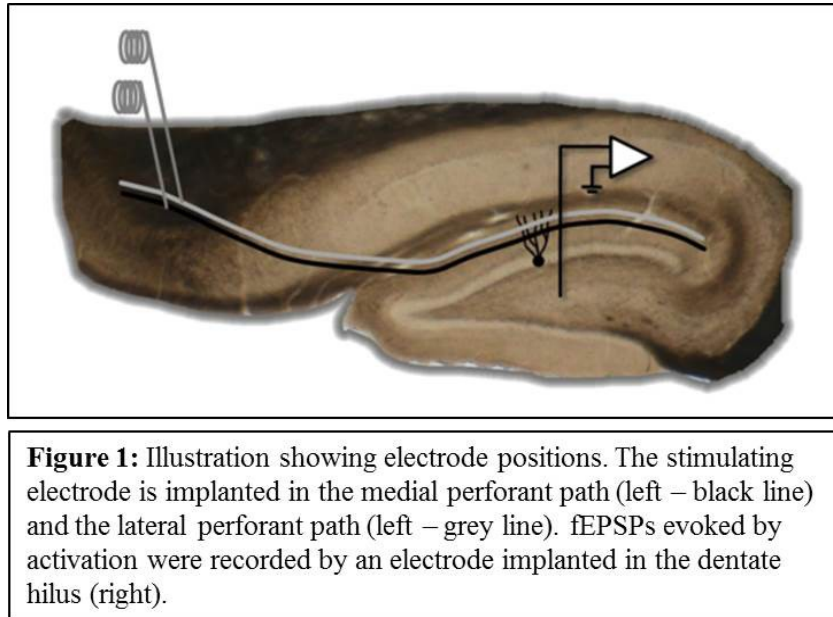 Figure 1: Illustration showing electrode positions. The stimulating
electrode is implanted in the medial perforant path (left – black line)
and the lateral perforant path (left – grey line). fEPSPs evoked by
activation were recorded by an electrode implanted in the dentate
hilus (right).